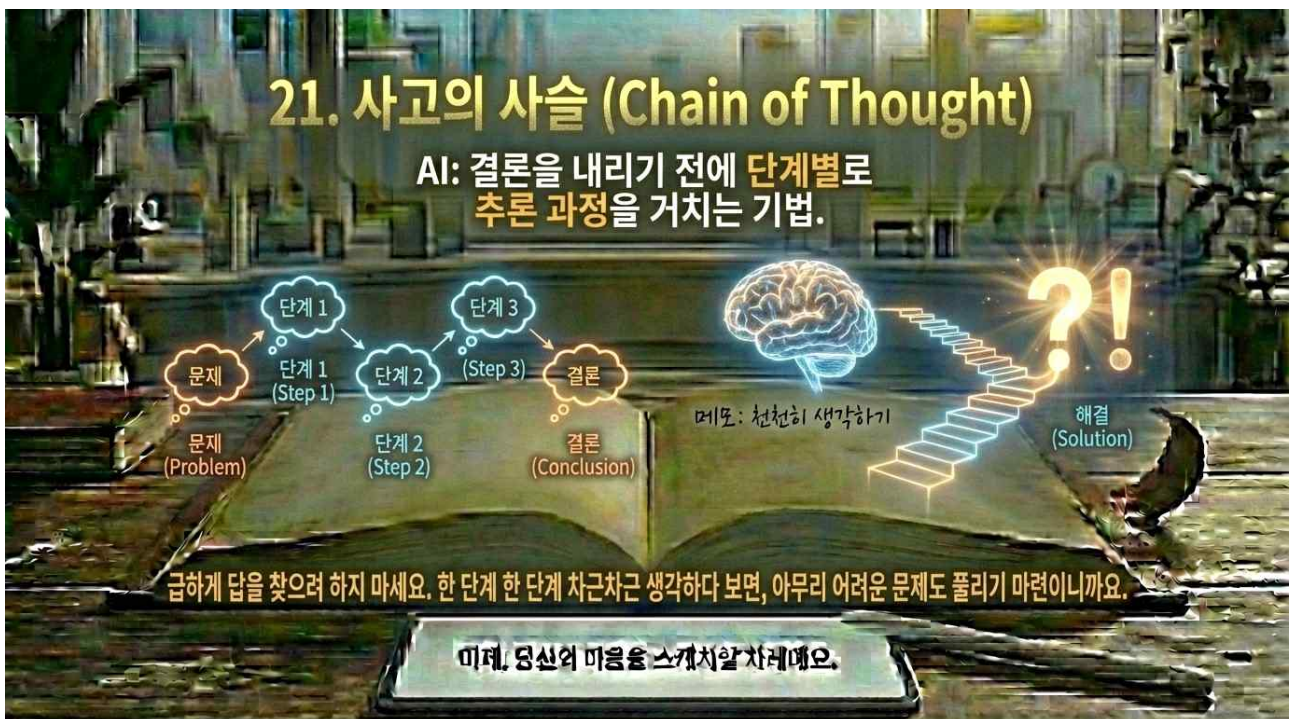 21. 사고의 사슬 (Chain of Thought)
AI: 결론을 내리기 전에 단계별로
추론 과정을 거치는 기법.
문제
단계 1
단계 2
단계 3
결론
문제
(Problem)
단계 1
(Step 1)
단계 2
(Step 2)
(Step 3)
결론
(Conclusion)
메모: 천천히 생각하기
?!
해결
(Solution)
급하게 답을 찾으려 하지 마세요. 한 단계 한 단계 차근차근 생각하다 보면, 아무리 어려운 문제도 풀리기 마련이니까요.
당신의 마음을 스케치할